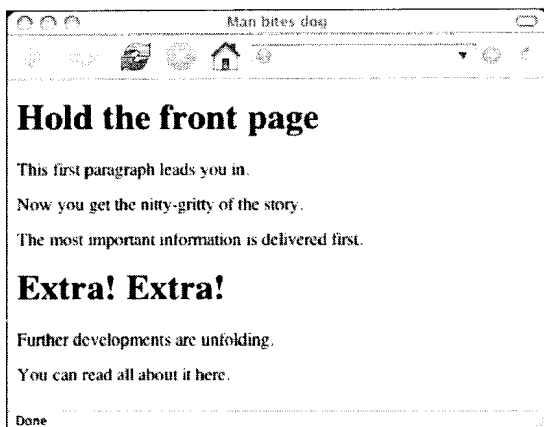 Man bites dog
Hold the front page
This first paragraph leads you in.
Now you get the nitty-gritty of the story.
The most important information is delivered first.
Extra! Extra!
Further developments are unfolding.
You can read all about it here.
Done